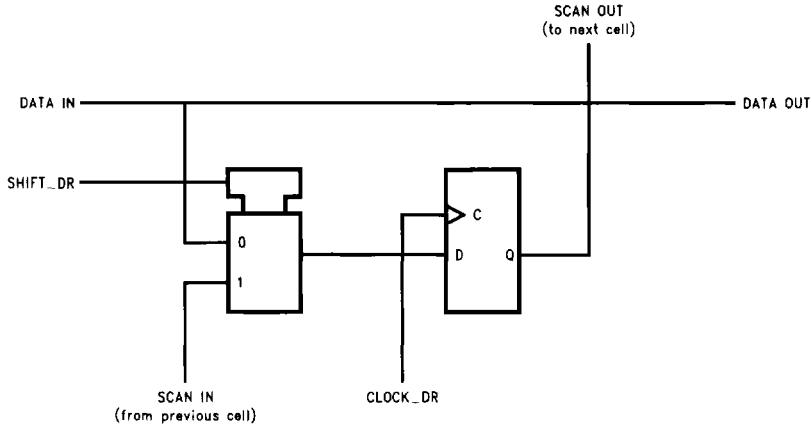 SCAN OUT
(to next cell)
DATA IN
DATA OUT
SHIFT_DR
C
0
D
Q
1
SCAN IN
(from previous cell)
CLOCK_DR